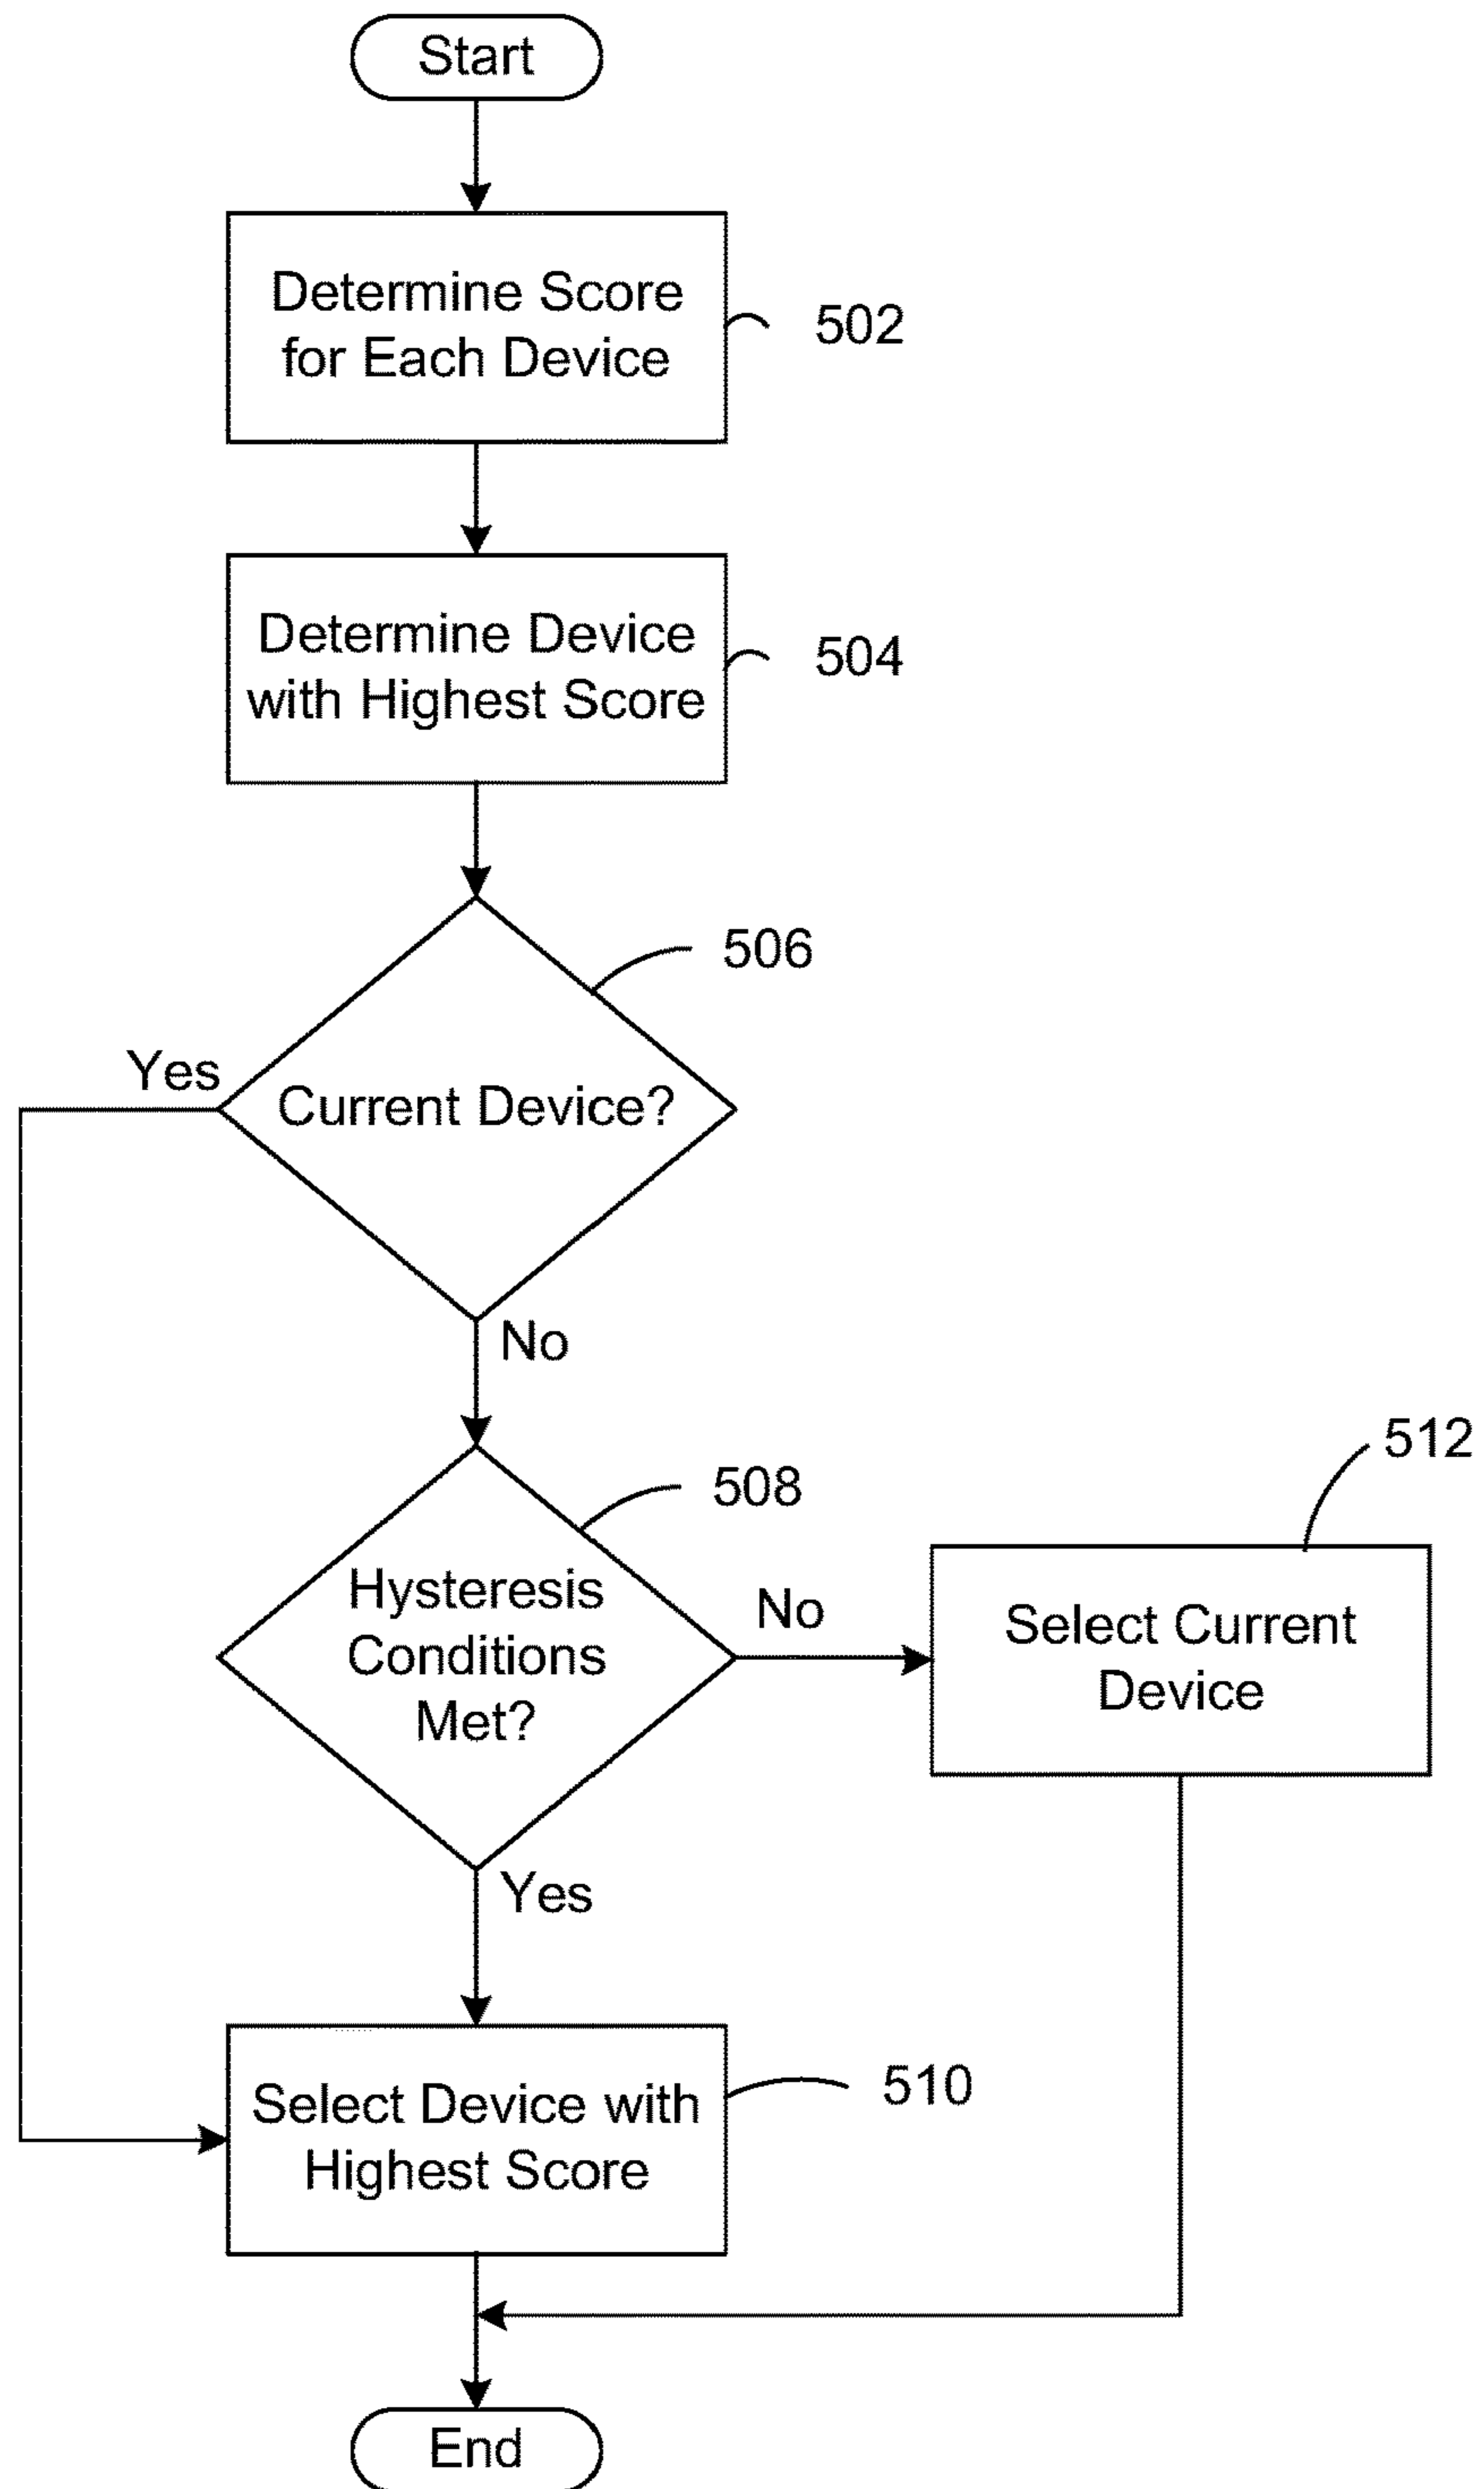 Start
Determine Score
for Each Device
502
Determine Device
with Highest Score
504
506
Yes
Current Device?
No
508
512
Hysteresis
Conditions
Met?
No
Select Current
Device
Yes
Select Device with
Highest Score
510
End